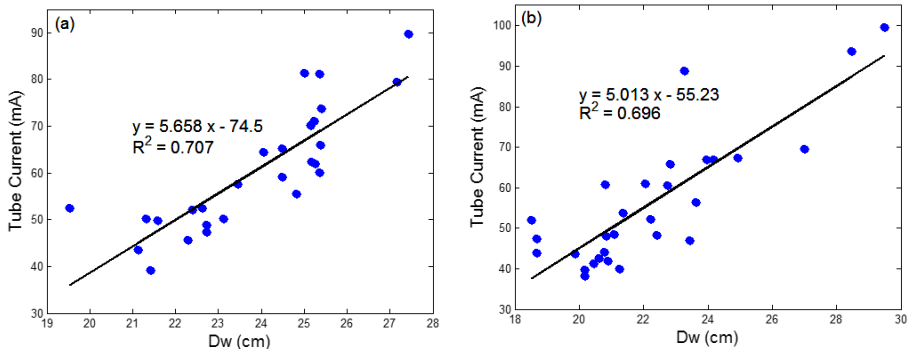 (a)
90
80
70
60
50
40
30
Tube Current (mA)
y = 5.658 x - 74.5
R² = 0.707
19 20 21 22 23 24 25 26 27 28
Dw (cm)
(b)
100
90
80
70
60
50
40
30
Tube Current (mA)
y = 5.013 x - 55.23
R² = 0.696
18 20 22 24 26 28 30
Dw (cm)